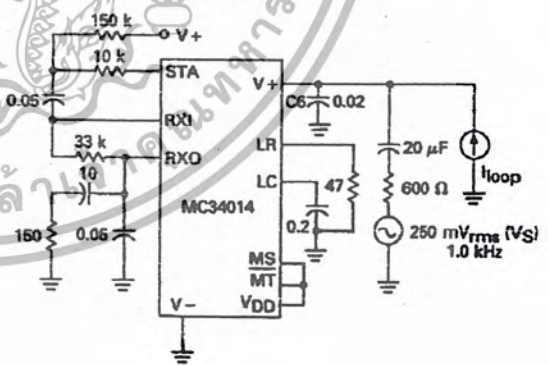 150 k
V+
10 k
STA
V+
0.05
C6
0.02
RXI
LR
33 k
20 μF
RXO
Iloop
10
LC
47
600 Ω
MC34014
150
0.05
0.2
250 mVrms (VS)
1.0 kHz
MS
MT
VDD
V–